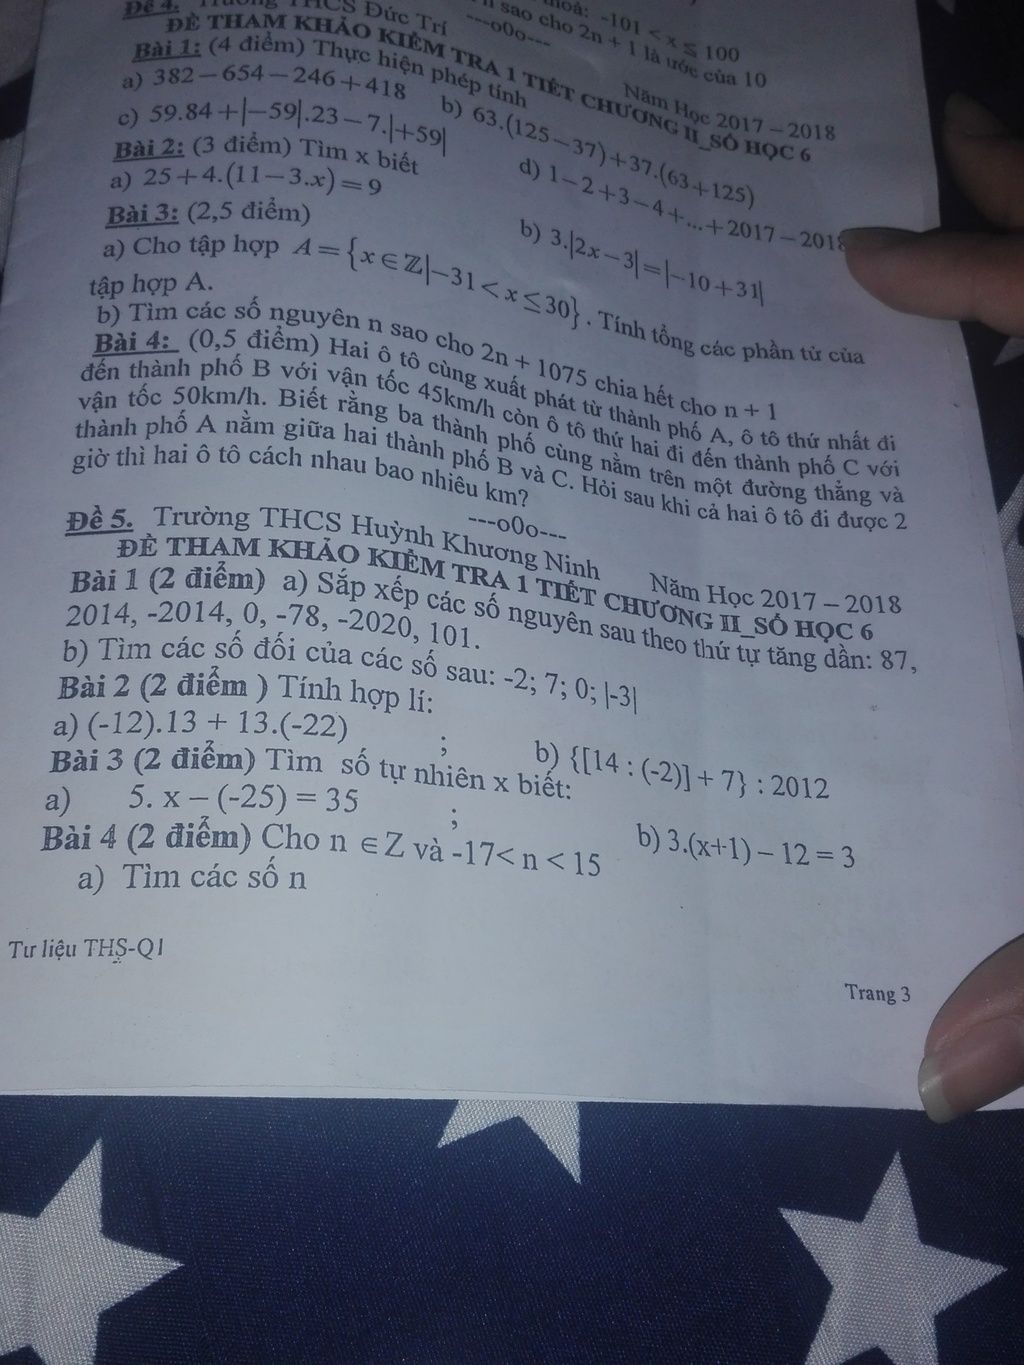 thoả: -101 < x ≤ 100
n sao cho 2n + 1 là ước của 10
---o0o---
Đề 4. Trường THCS Đức Trí
Năm Học 2017 – 2018
ĐỀ THAM KHẢO KIỂM TRA 1 TIẾT CHƯƠNG II_SỐ HỌC 6
Bài 1: (4 điểm) Thực hiện phép tính
a) 382 – 654 – 246 + 418 b) 63.(125 – 37) + 37.(63 + 125)
c) 59.84 + |–59|.23 – 7.|+59| d) 1 – 2 + 3 – 4 + ... + 2017 – 2018
Bài 2: (3 điểm) Tìm x biết
a) 25 + 4.(11 – 3.x) = 9 b) 3.|2x – 3| = |–10 + 31|
Bài 3: (2,5 điểm)
a) Cho tập hợp A = {x ∈ ℤ | –31 < x ≤ 30}. Tính tổng các phần tử của
tập hợp A.
b) Tìm các số nguyên n sao cho 2n + 1075 chia hết cho n + 1
Bài 4: (0,5 điểm) Hai ô tô cùng xuất phát từ thành phố A, ô tô thứ nhất đi
đến thành phố B với vận tốc 45km/h còn ô tô thứ hai đi đến thành phố C với
vận tốc 50km/h. Biết rằng ba thành phố cùng nằm trên một đường thẳng và
thành phố A nằm giữa hai thành phố B và C. Hỏi sau khi cả hai ô tô đi được 2
giờ thì hai ô tô cách nhau bao nhiêu km?
---o0o---
Đề 5. Trường THCS Huỳnh Khương Ninh Năm Học 2017 – 2018
ĐỀ THAM KHẢO KIỂM TRA 1 TIẾT CHƯƠNG II_SỐ HỌC 6
Bài 1 (2 điểm) a) Sắp xếp các số nguyên sau theo thứ tự tăng dần: 87,
2014, -2014, 0, -78, -2020, 101.
b) Tìm các số đối của các số sau: -2; 7; 0; |-3|
Bài 2 (2 điểm ) Tính hợp lí:
a) (-12).13 + 13.(-22) ; b) {[14 : (-2)] + 7} : 2012
Bài 3 (2 điểm) Tìm số tự nhiên x biết:
a) 5. x – (-25) = 35 ; b) 3.(x+1) – 12 = 3
Bài 4 (2 điểm) Cho n ∈ Z và -17< n < 15
a) Tìm các số n
Tư liệu THS-Q1
Trang 3